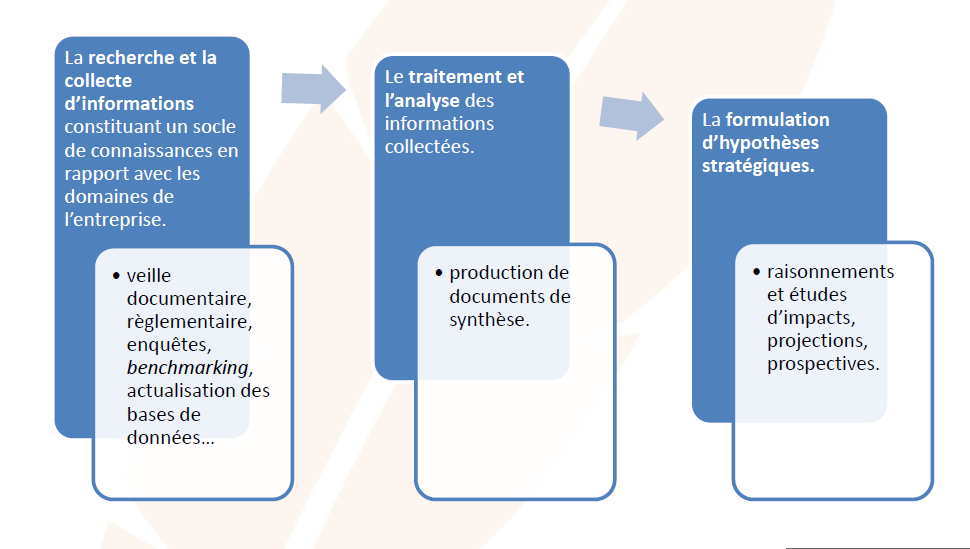 La recherche et la
collecte
d'informations
constituant un socle
de connaissances en
rapport avec les
domaines de
l'entreprise.
• veille
documentaire,
règlementaire,
enquêtes,
benchmarking,
actualisation des
bases de
données…
Le traitement et
l'analyse des
informations
collectées.
• production de
documents de
synthèse.
La formulation
d'hypothèses
stratégiques.
• raisonnements
et études
d'impacts,
projections,
prospectives.